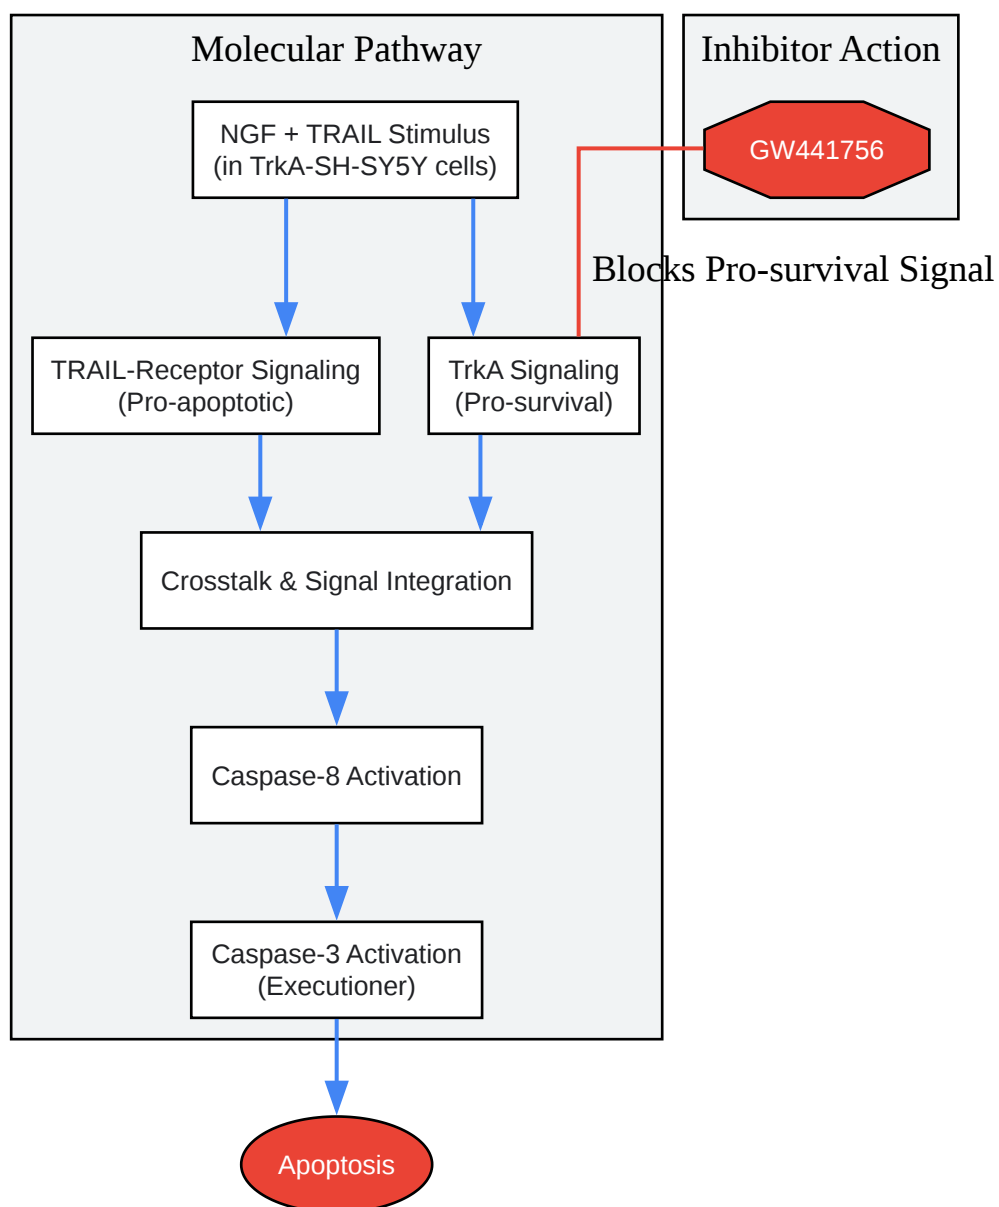 Molecular Pathway
Inhibitor Action
NGF + TRAIL Stimulus
(in TrkA-SH-SY5Y cells)
GW441756
Blocks Pro-survival Signal
TRAIL-Receptor Signaling
(Pro-apoptotic)
TrkA Signaling
(Pro-survival)
Crosstalk & Signal Integration
Caspase-8 Activation
Caspase-3 Activation
(Executioner)
Apoptosis